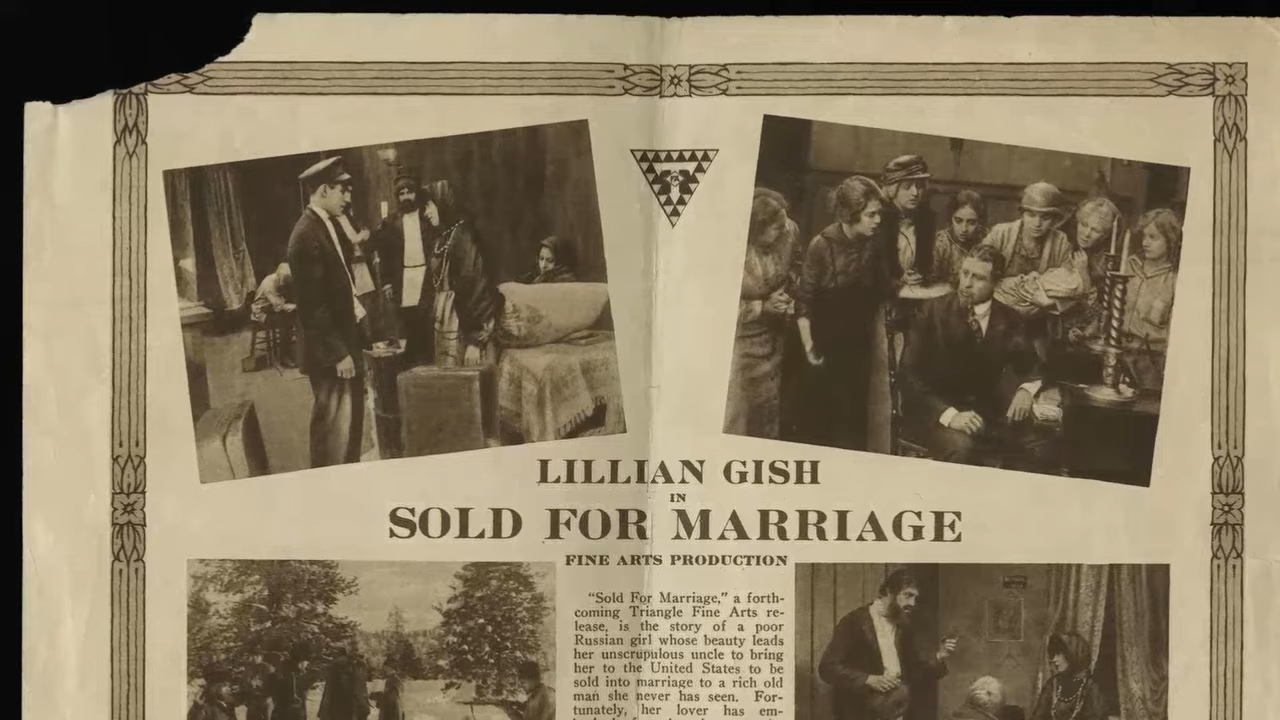 LILLIAN GISH
IN
SOLD FOR MARRIAGE
FINE ARTS PRODUCTION
"Sold For Marriage," a forth-
coming Triangle Fine Arts re-
lease, is the story of a poor
Russian girl whose beauty leads
her unscrupulous uncle to bring
her to the United States to be
sold into marriage to a rich old
man she never has seen. For-
tunately, her lover has em-